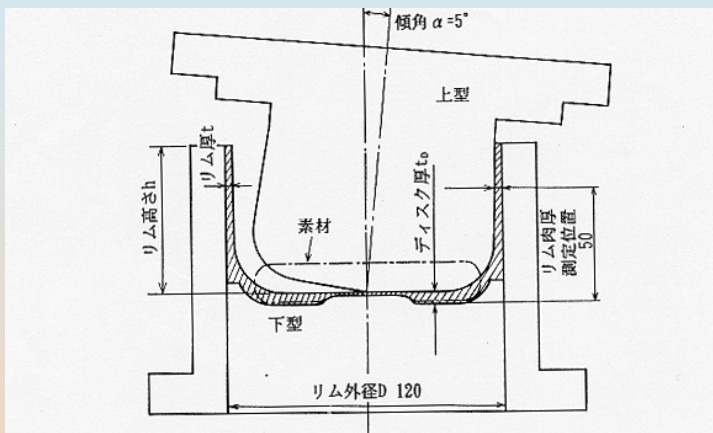 傾角 α=5°
上型
リム厚t
リム高さh
素材
ディスク厚t₀
リム肉厚
測定位置
50
下型
リム外径D 120